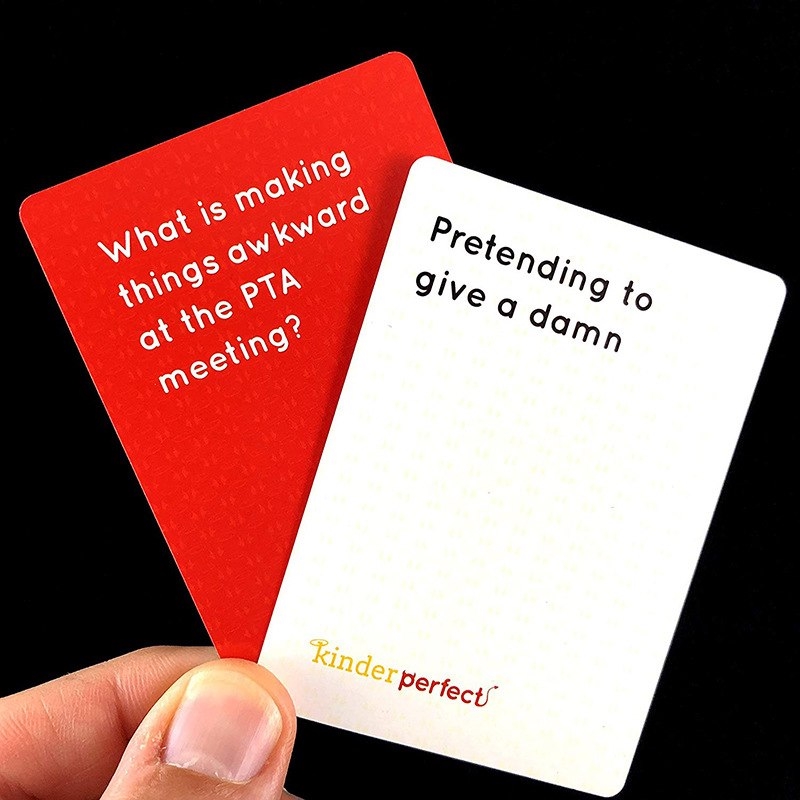 What is making
things awkward
at the PTA
meeting?
Pretending to
give a damn
kinderperfect